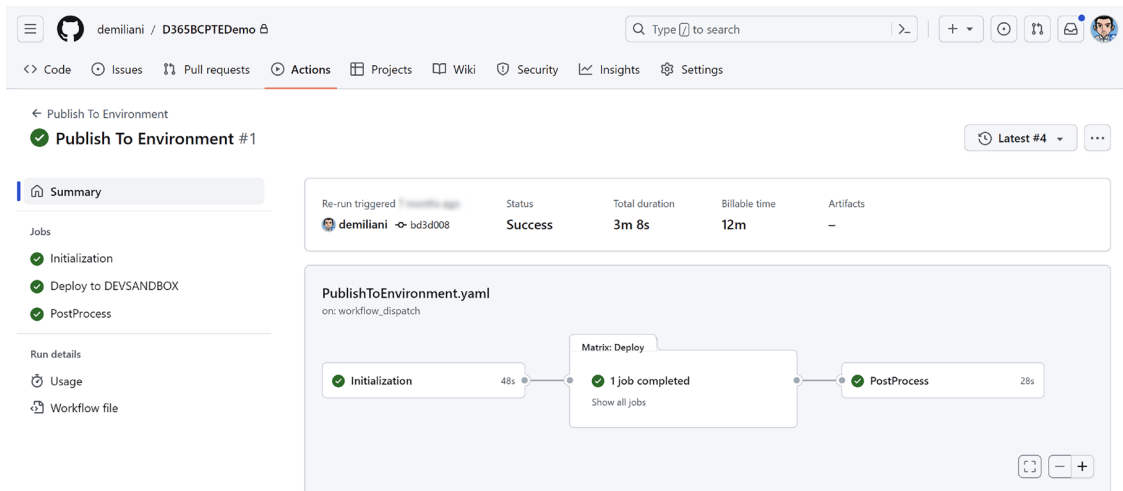 demiliani / D365BCPTEDemo
Type / to search
Code Issues Pull requests Actions Projects Wiki Security Insights Settings
Publish To Environment
Publish To Environment #1
Latest #4
Summary
Jobs
Initialization
Deploy to DEVSANDBOX
PostProcess
Run details
Usage
Workflow file
Re-run triggered
demiliani bd3d008
Status
Success
Total duration
3m 8s
Billable time
12m
Artifacts
–
PublishToEnvironment.yaml
on: workflow_dispatch
Initialization 48s
Matrix: Deploy
1 job completed
Show all jobs
PostProcess 28s